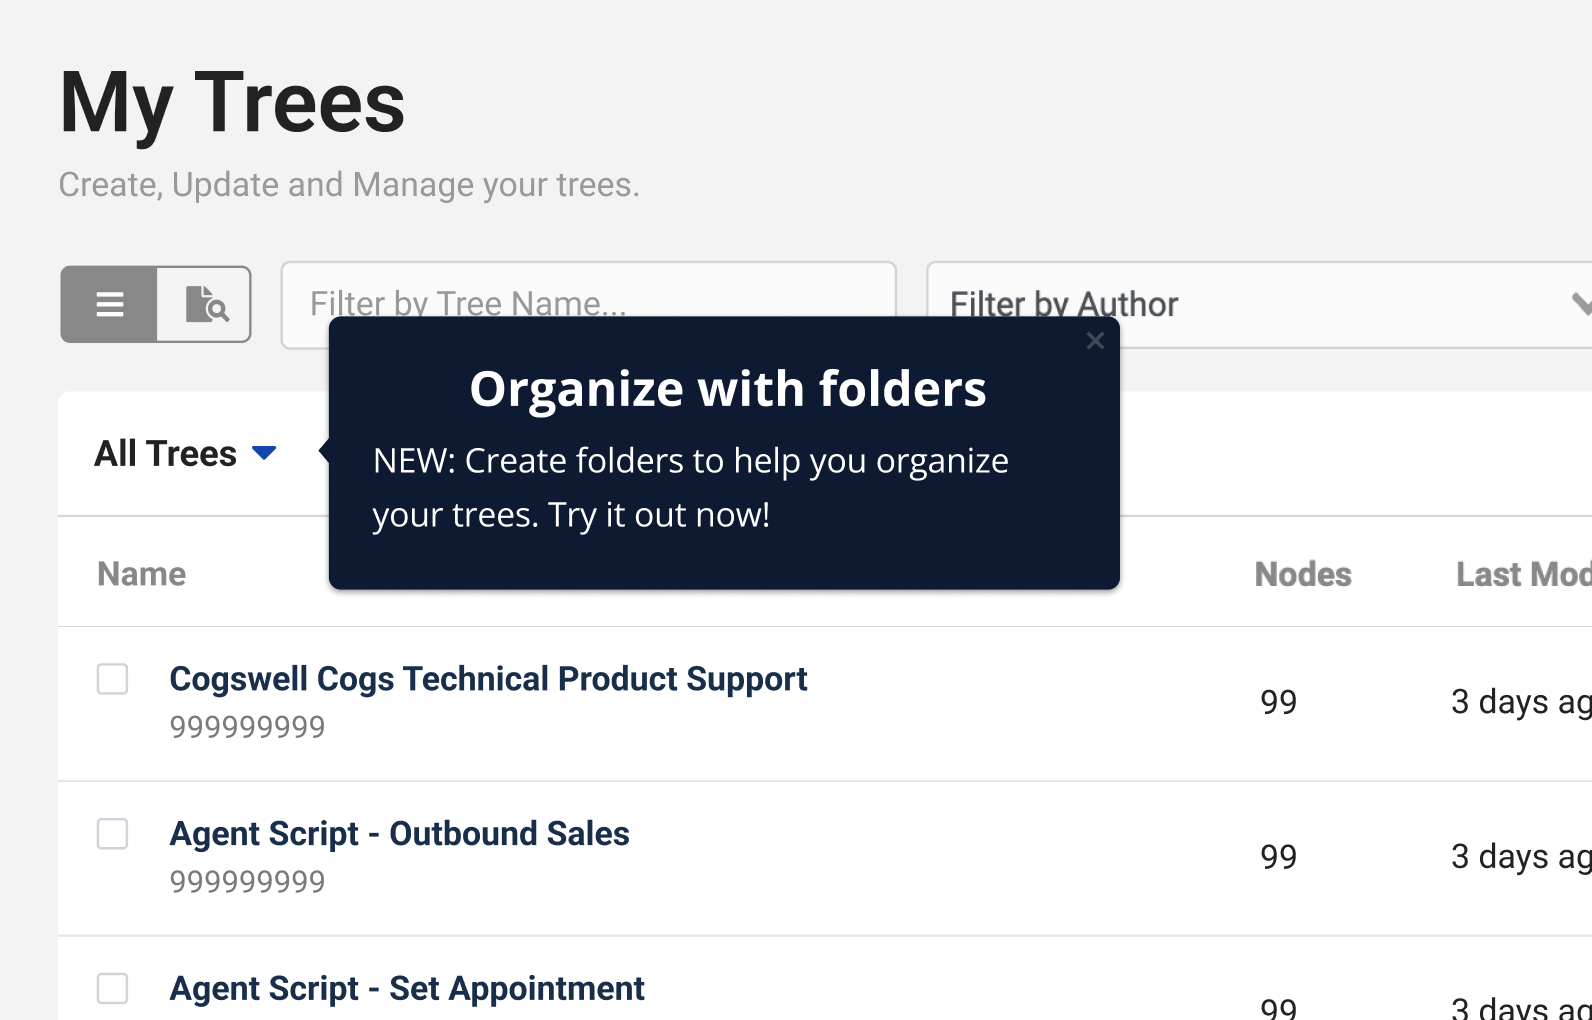 My Trees
Create, Update and Manage your trees.
Filter by Tree Name...
Filter by Author
Organize with folders
NEW: Create folders to help you organize
your trees. Try it out now!
All Trees
Name
Nodes
Last Mod
Cogswell Cogs Technical Product Support
999999999
99
3 days ag
Agent Script - Outbound Sales
999999999
99
3 days ag
Agent Script - Set Appointment
99
3 days ag